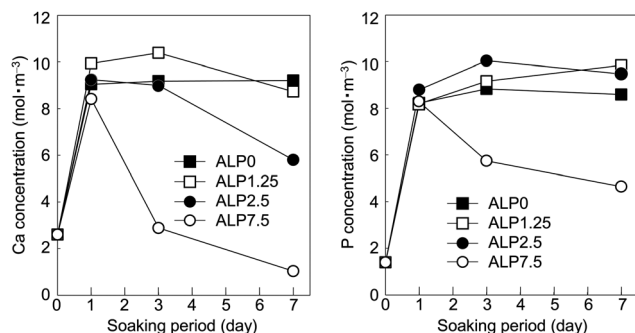 Ca concentration (mol·m⁻³)
12
10
8
6
4
2
0
ALP0
ALP1.25
ALP2.5
ALP7.5
0 1 2 3 4 5 6 7
Soaking period (day)
P concentration (mol·m⁻³)
12
10
8
6
4
2
0
ALP0
ALP1.25
ALP2.5
ALP7.5
0 1 2 3 4 5 6 7
Soaking period (day)